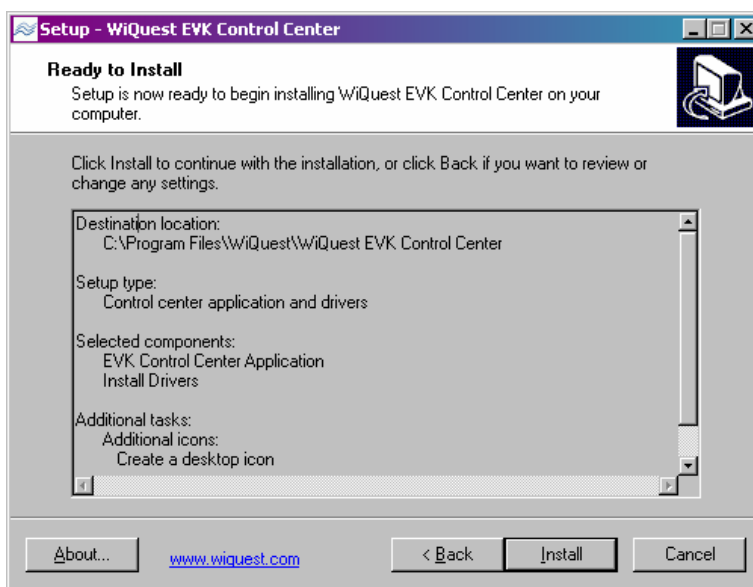 Setup - WiQuest EVK Control Center
Ready to Install
Setup is now ready to begin installing WiQuest EVK Control Center on your
computer.
Click Install to continue with the installation, or click Back if you want to review or
change any settings.
Destination location:
C:\Program Files\WiQuest\WiQuest EVK Control Center
Setup type:
Control center application and drivers
Selected components:
EVK Control Center Application
Install Drivers
Additional tasks:
Additional icons:
Create a desktop icon
About... www.wiquest.com < Back Install Cancel